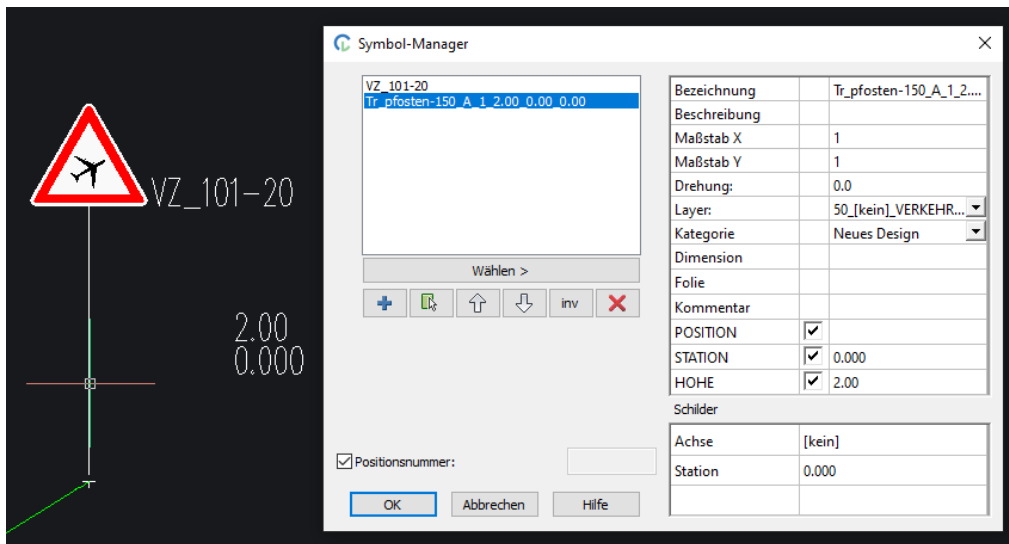 VZ_101-20
2.00
0.000
Symbol-Manager
VZ_101-20
Tr_pfosten-150_A_1_2.00_0.00_0.00
Wählen >
inv
Positionsnummer:
OK Abbrechen Hilfe
Bezeichnung Tr_pfosten-150_A_1_2....
Beschreibung
Maßstab X 1
Maßstab Y 1
Drehung: 0.0
Layer: 50_[kein]_VERKEHR...
Kategorie Neues Design
Dimension
Folie
Kommentar
POSITION
STATION 0.000
HOHE 2.00
Schilder
Achse [kein]
Station 0.000